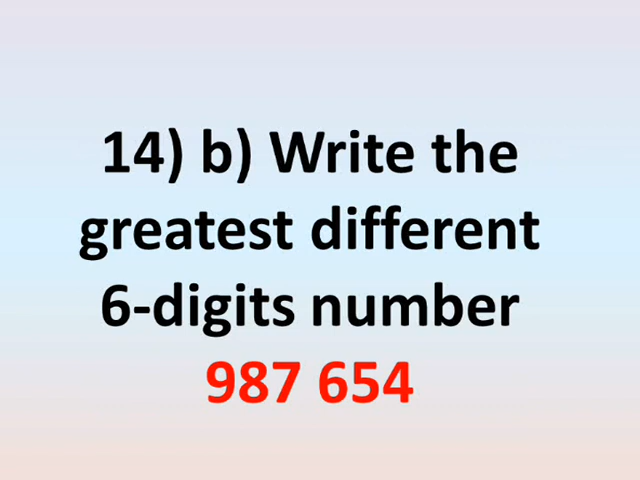 14) b) Write the
greatest different
6-digits number
987 654